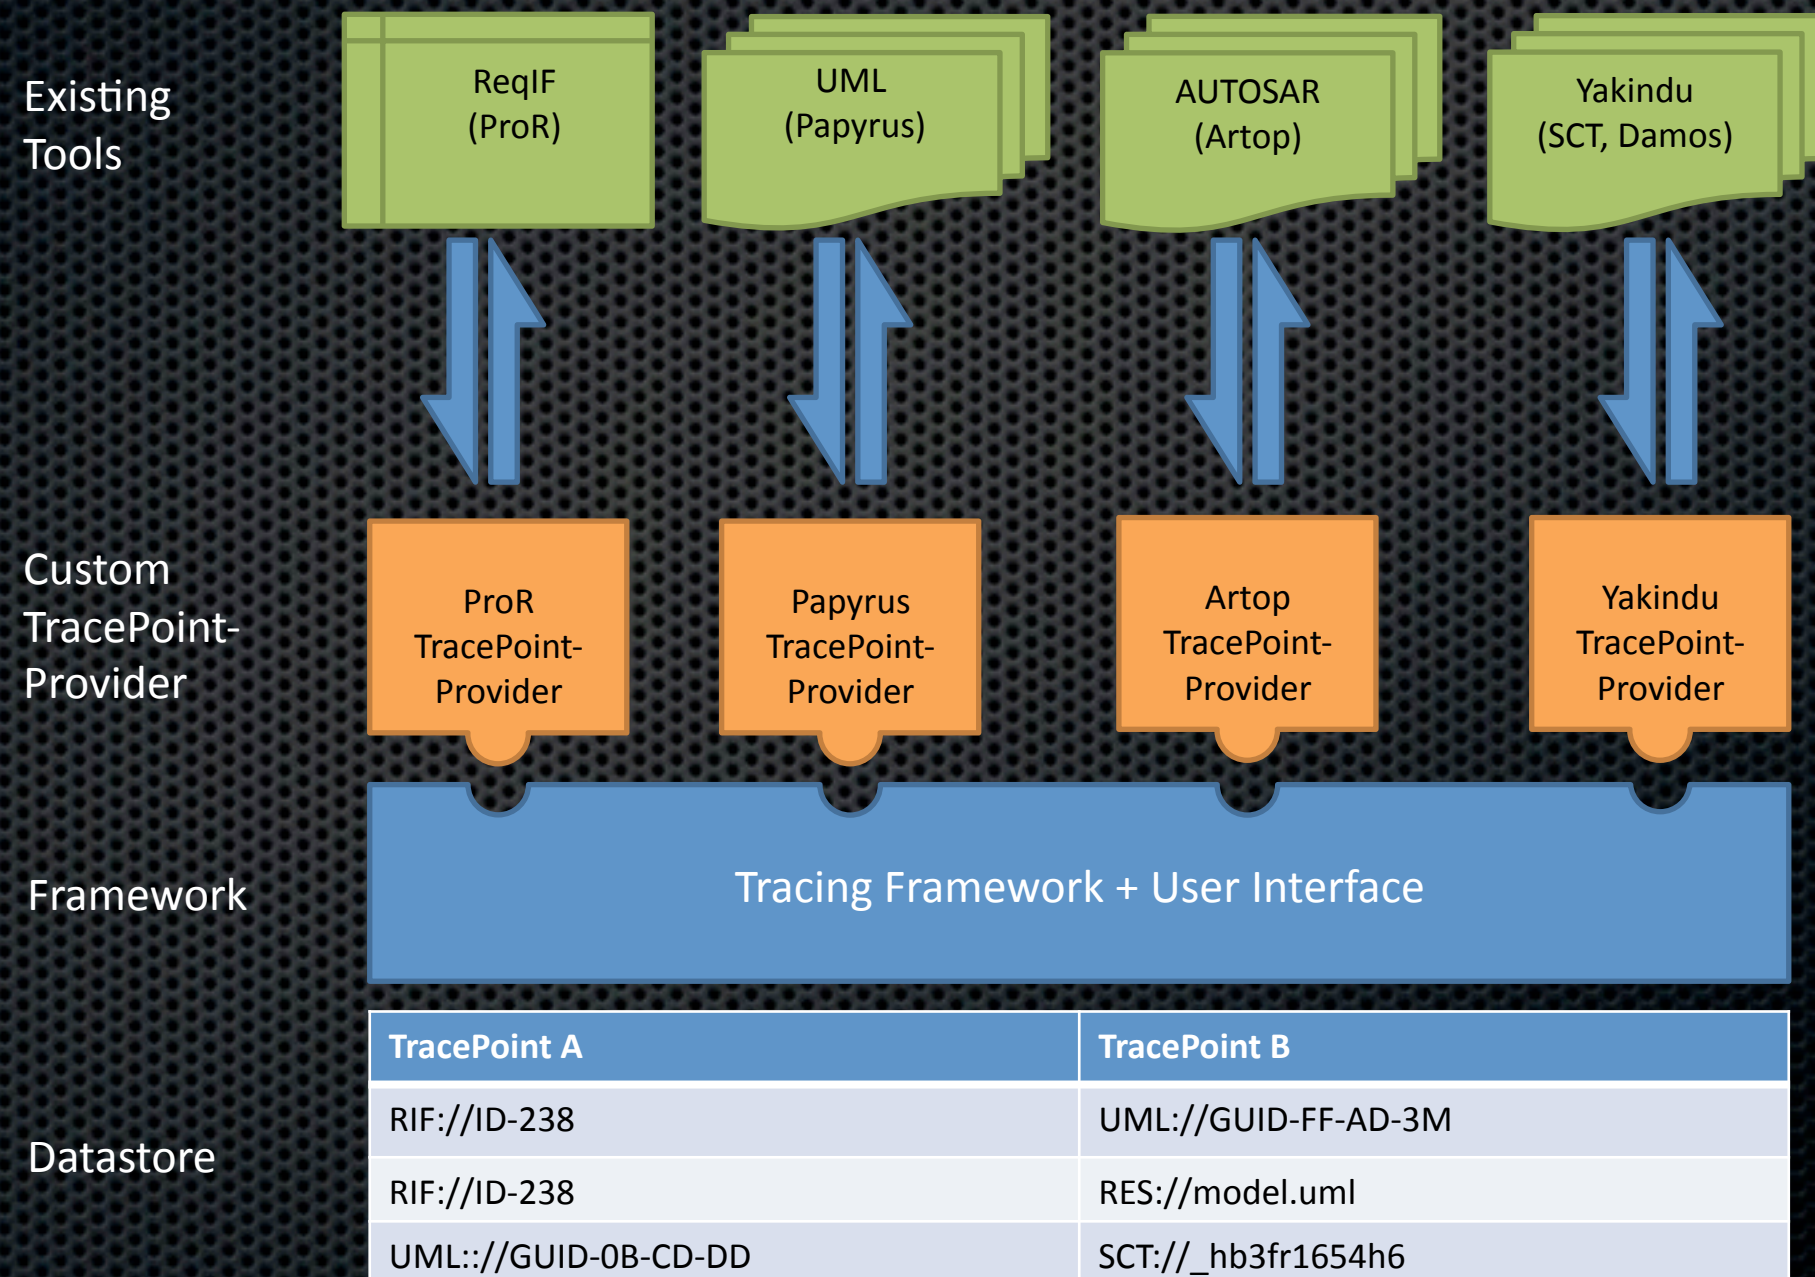 Existing
Tools
ReqIF
(ProR)
UML
(Papyrus)
AUTOSAR
(Artop)
Yakindu
(SCT, Damos)
Custom
TracePoint-
Provider
ProR
TracePoint-
Provider
Papyrus
TracePoint-
Provider
Artop
TracePoint-
Provider
Yakindu
TracePoint-
Provider
Framework
Tracing Framework + User Interface
Datastore
TracePoint A
TracePoint B
RIF://ID-238
UML://GUID-FF-AD-3M
RIF://ID-238
RES://model.uml
UML:://GUID-0B-CD-DD
SCT://_hb3fr1654h6